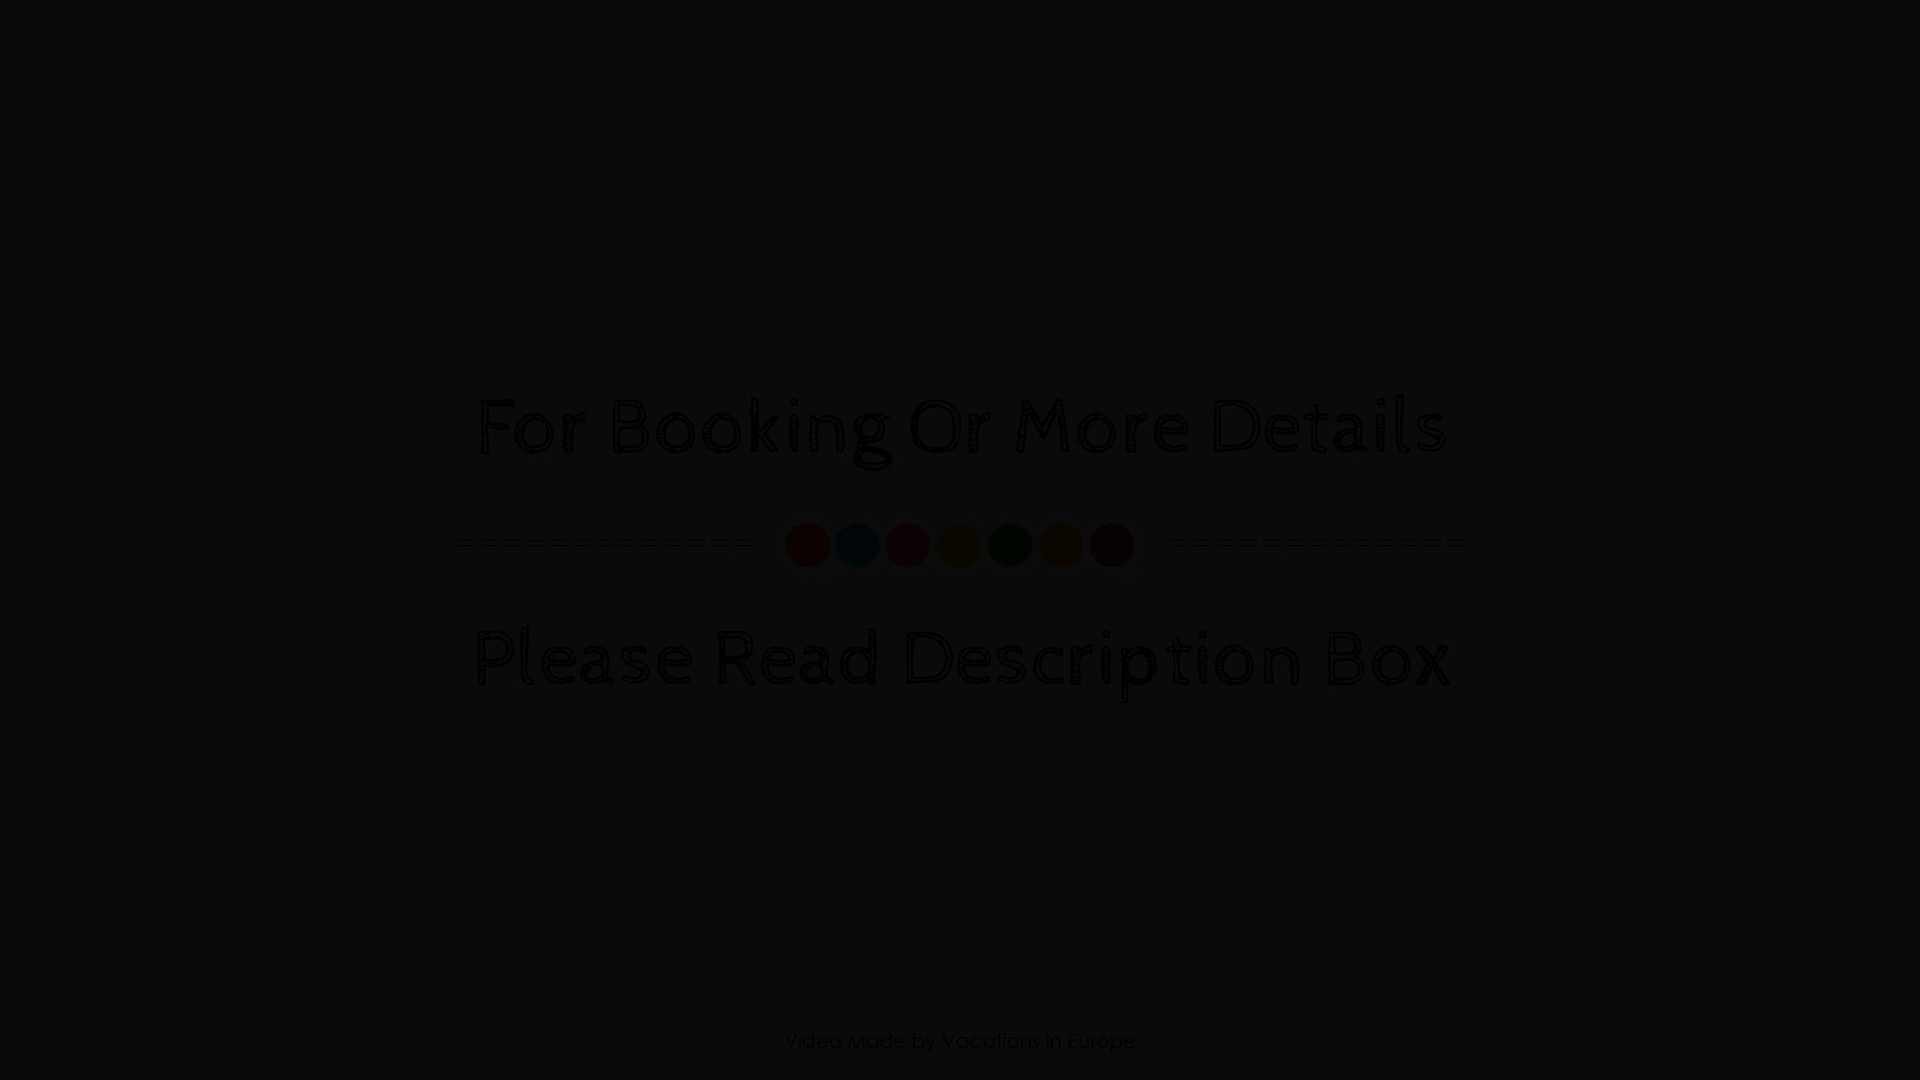 For Booking Or More Details
Please Read Description Box
Video Made by Vacations In Europe